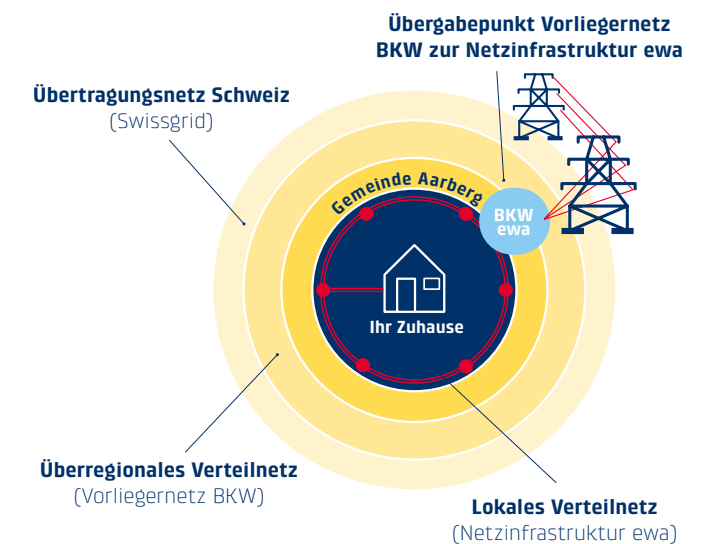 Übergabepunkt Vorliegernetz
BKW zur Netzinfrastruktur ewa
Übertragungsnetz Schweiz
(Swissgrid)
Gemeinde Aarberg
BKW
ewa
Ihr Zuhause
Überregionales Verteilnetz
(Vorliegernetz BKW)
Lokales Verteilnetz
(Netzinfrastruktur ewa)